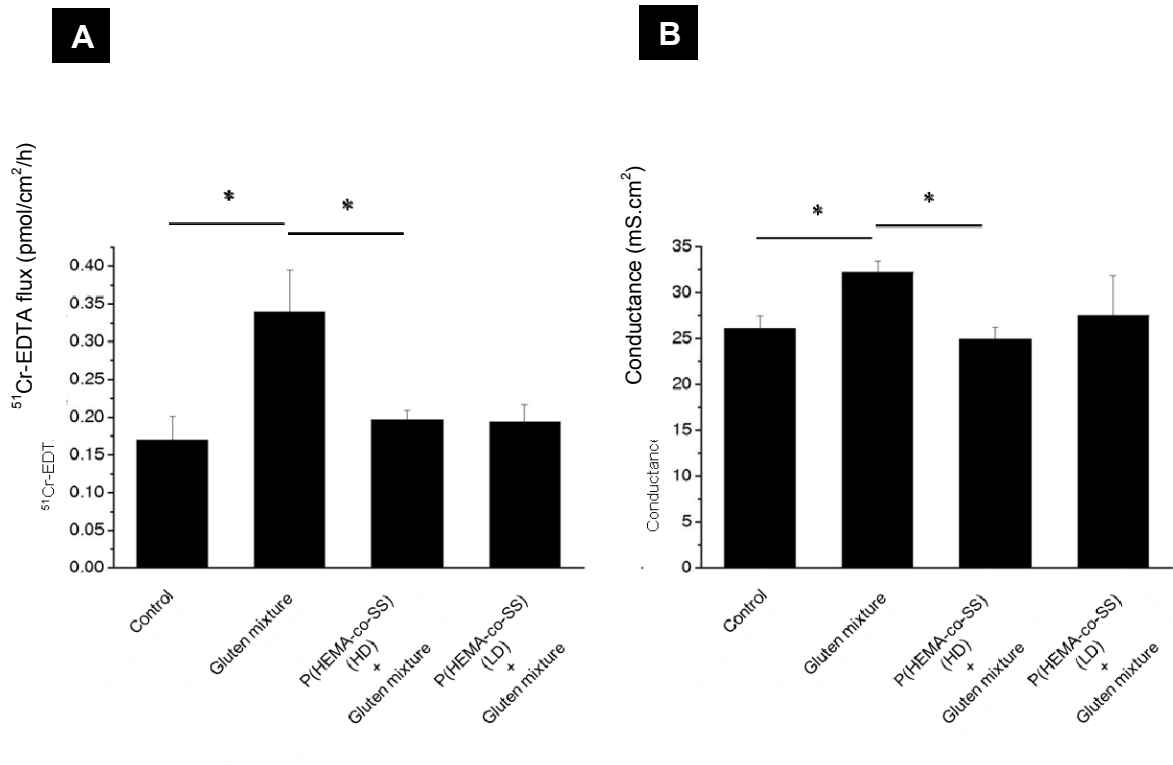 A
⁵¹Cr-EDTA flux (pmol/cm²/h)
⁵¹Cr-EDT
*
*
0.40
0.35
0.30
0.25
0.20
0.15
0.10
0.05
0.00
Control
Gluten mixture
P(HEMA-co-SS)
(HD)
+
Gluten mixture
P(HEMA-co-SS)
(LD)
+
Gluten mixture
B
Conductance (mS.cm²)
Conductance
*
*
35
30
25
20
15
10
5
0
Control
Gluten mixture
P(HEMA-co-SS)
(HD)
+
Gluten mixture
P(HEMA-co-SS)
(LD)
+
Gluten mixture